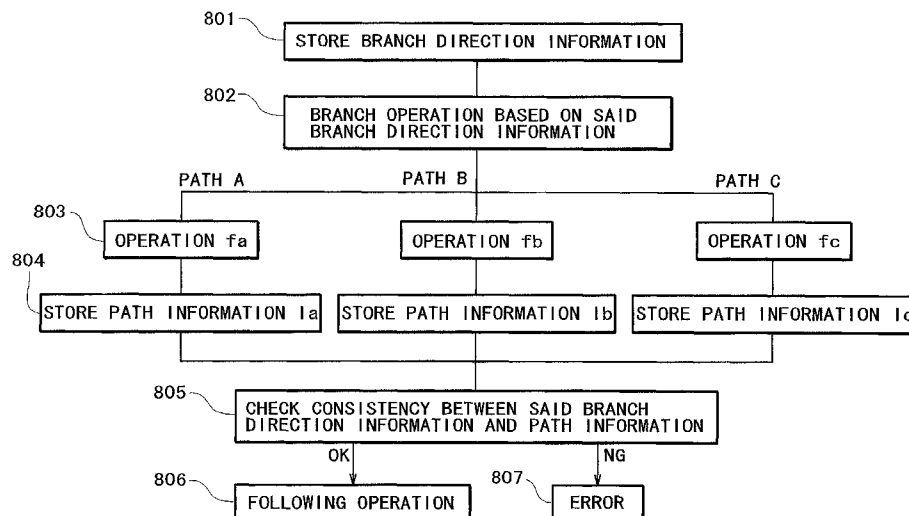 801
STORE BRANCH DIRECTION INFORMATION
802
BRANCH OPERATION BASED ON SAID
BRANCH DIRECTION INFORMATION
PATH A
PATH B
PATH C
803
OPERATION fa
OPERATION fb
OPERATION fc
804
STORE PATH INFORMATION Ia
STORE PATH INFORMATION Ib
STORE PATH INFORMATION Ic
805
CHECK CONSISTENCY BETWEEN SAID BRANCH
DIRECTION INFORMATION AND PATH INFORMATION
OK
NG
806
FOLLOWING OPERATION
807
ERROR